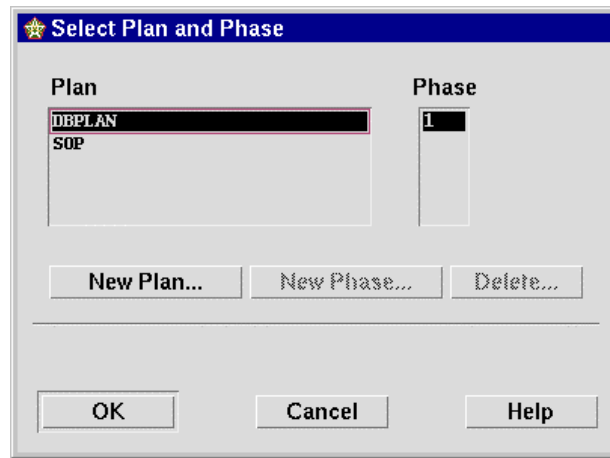 Select Plan and Phase
Plan Phase
DBPLAN 1
SOP
New Plan... New Phase... Delete...
OK Cancel Help